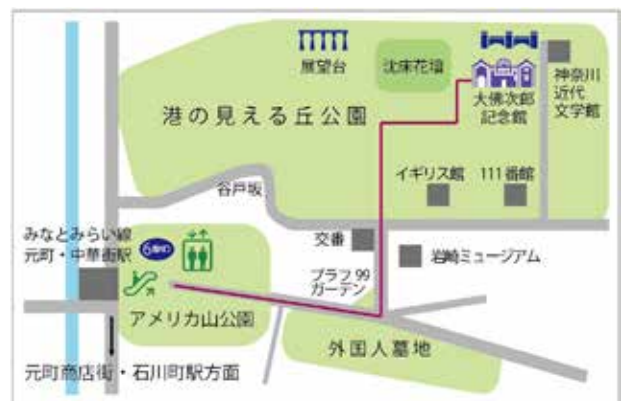 展望台
沈床花壇
大佛次郎
記念館
神奈川
近代
文学館
港の見える丘公園
イギリス館
111番館
谷戸坂
みなとみらい線
元町・中華街駅
6番出口
交番
岩崎ミュージアム
ブラフ99
ガーデン
アメリカ山公園
外国人墓地
元町商店街・石川町駅方面